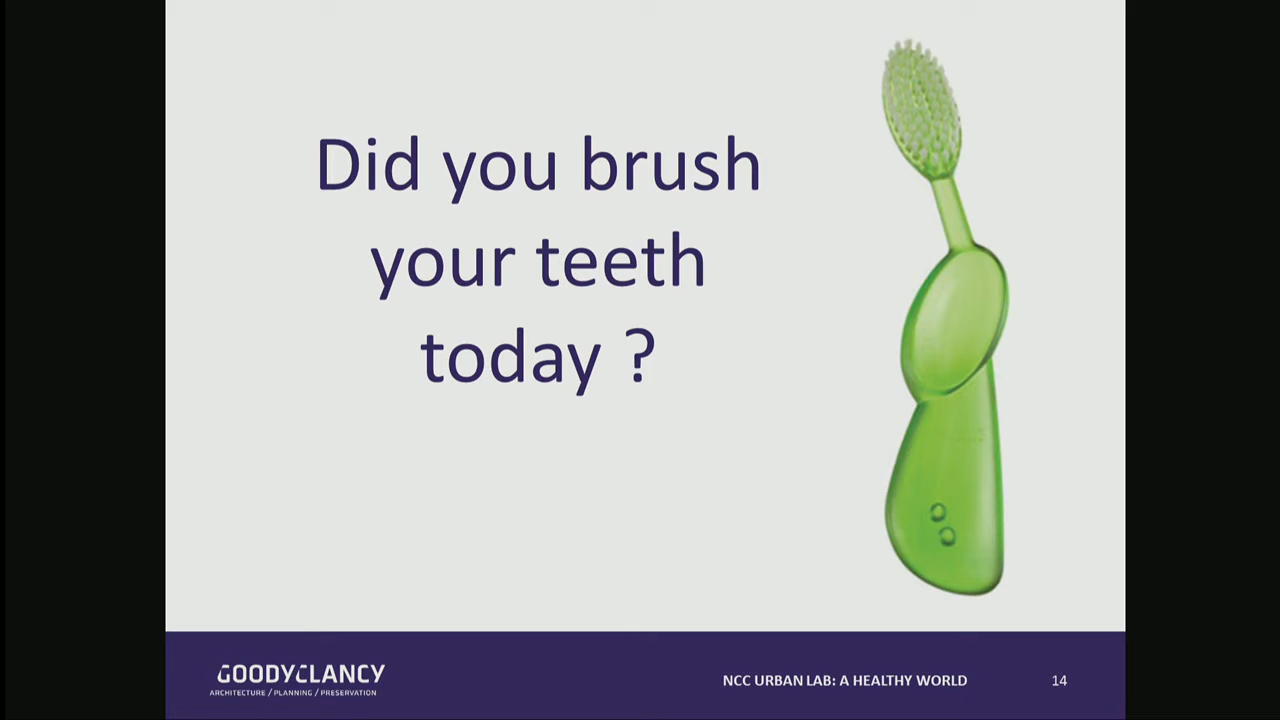 Did you brush
your teeth
today ?
GOODYCLANCY
ARCHITECTURE / PLANNING / PRESERVATION
NCC URBAN LAB: A HEALTHY WORLD
14